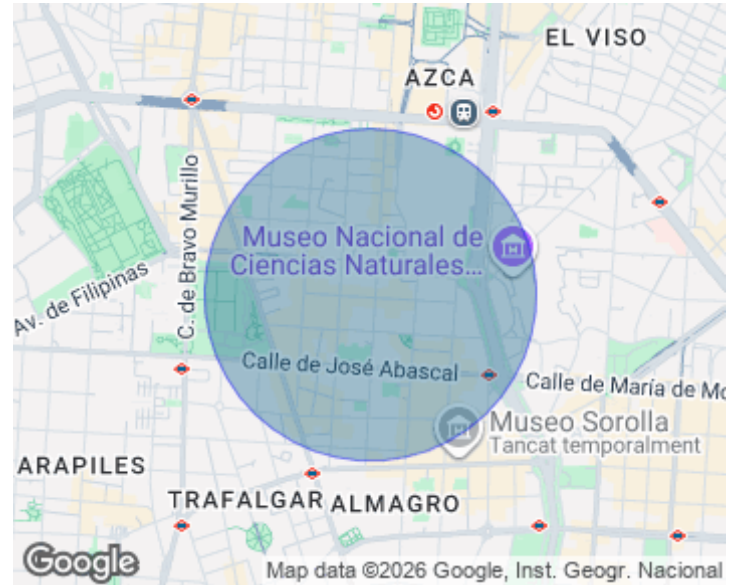 EL VISO
AZCA
C. de Bravo Murillo
Museo Nacional de
Ciencias Naturales...
Av. de Filipinas
Calle de José Abascal
Calle de María de Mo
Museo Sorolla
Tancat temporalment
ARAPILES
TRAFALGAR
ALMAGRO
Google
Map data ©2026 Google, Inst. Geogr. Nacional